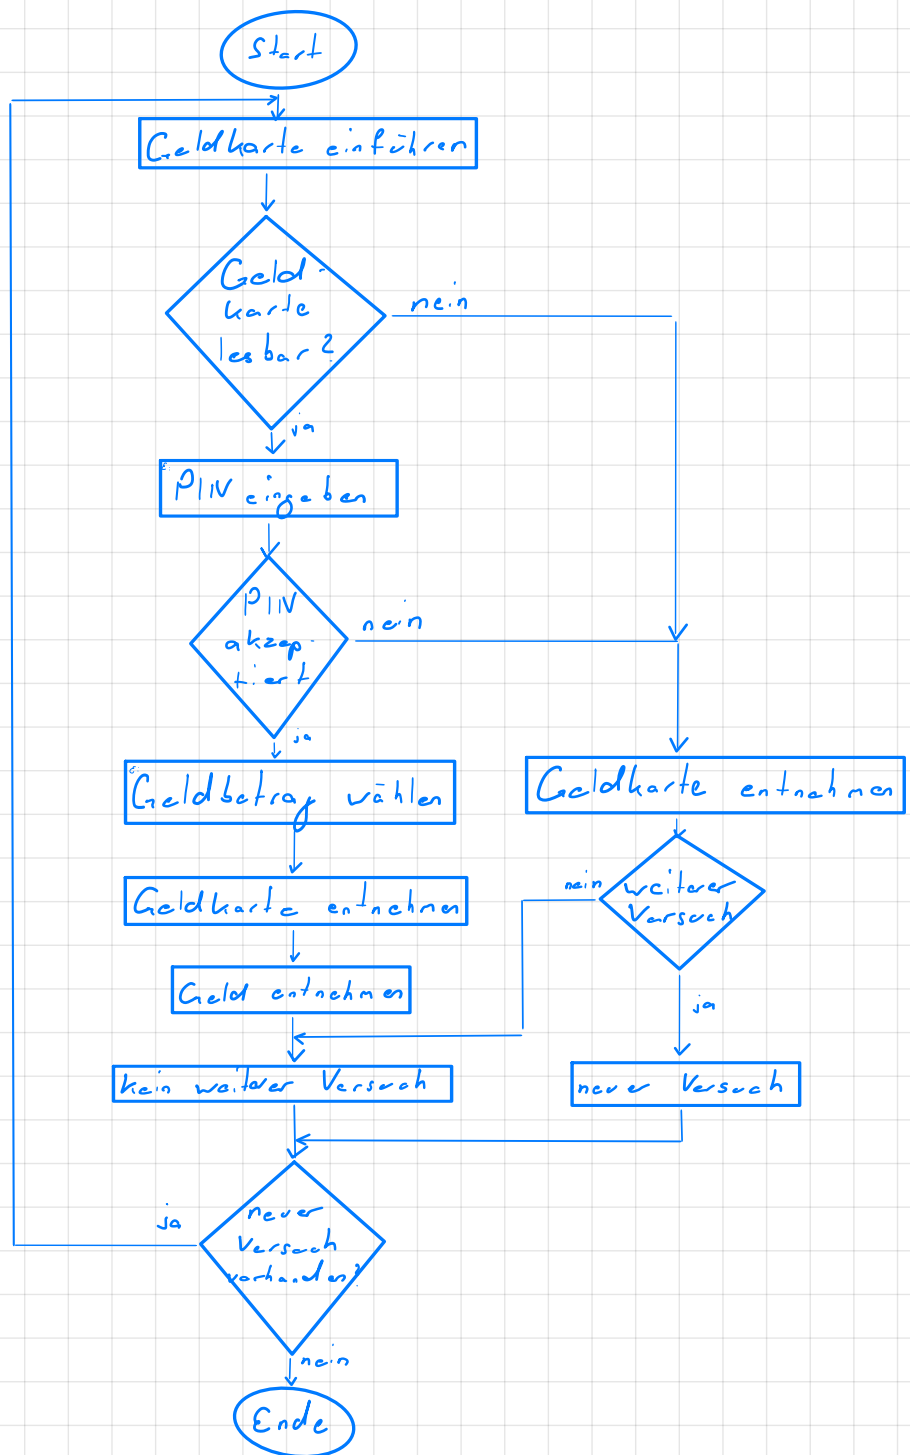 Start
Geldkarte einführen
Geld-
karte
lesbar?
nein
ja
PIN eingeben
PIN
akzep-
tiert
nein
ja
Geldbetrag wählen
Geldkarte entnehmen
Geldkarte entnehmen
nein
weiterer
Versuch
Geld entnehmen
ja
kein weiterer Versuch
neuer Versuch
ja
neuer
Versuch
vorhanden?
nein
Ende